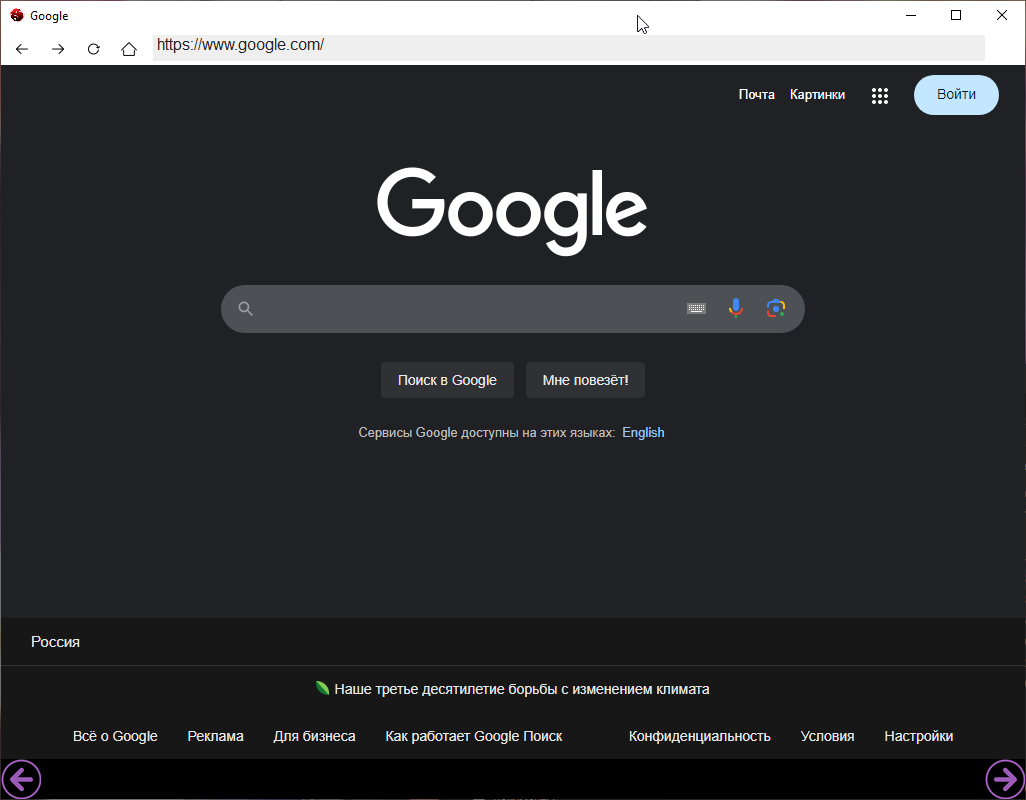 Google
https://www.google.com/
Почта Картинки Войти
Google
Поиск в Google Мне повезёт!
Сервисы Google доступны на этих языках: English
Россия
Наше третье десятилетие борьбы с изменением климата
Всё о Google Реклама Для бизнеса Как работает Google Поиск Конфиденциальность Условия Настройки